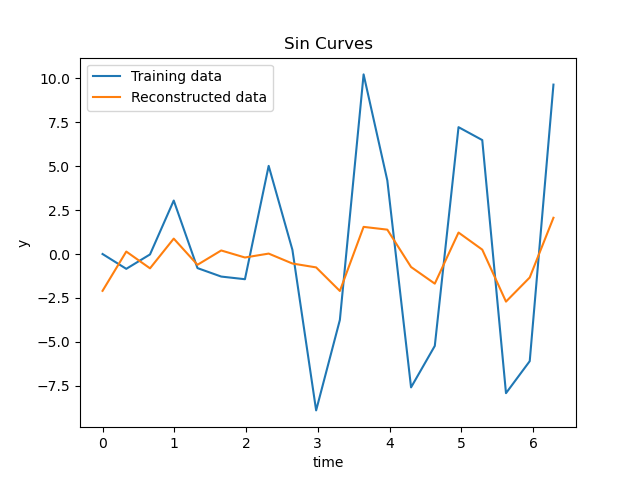 Sin Curves
Training data
Reconstructed data
10.0
7.5
5.0
2.5
0.0
−2.5
−5.0
−7.5
y
0 1 2 3 4 5 6
time